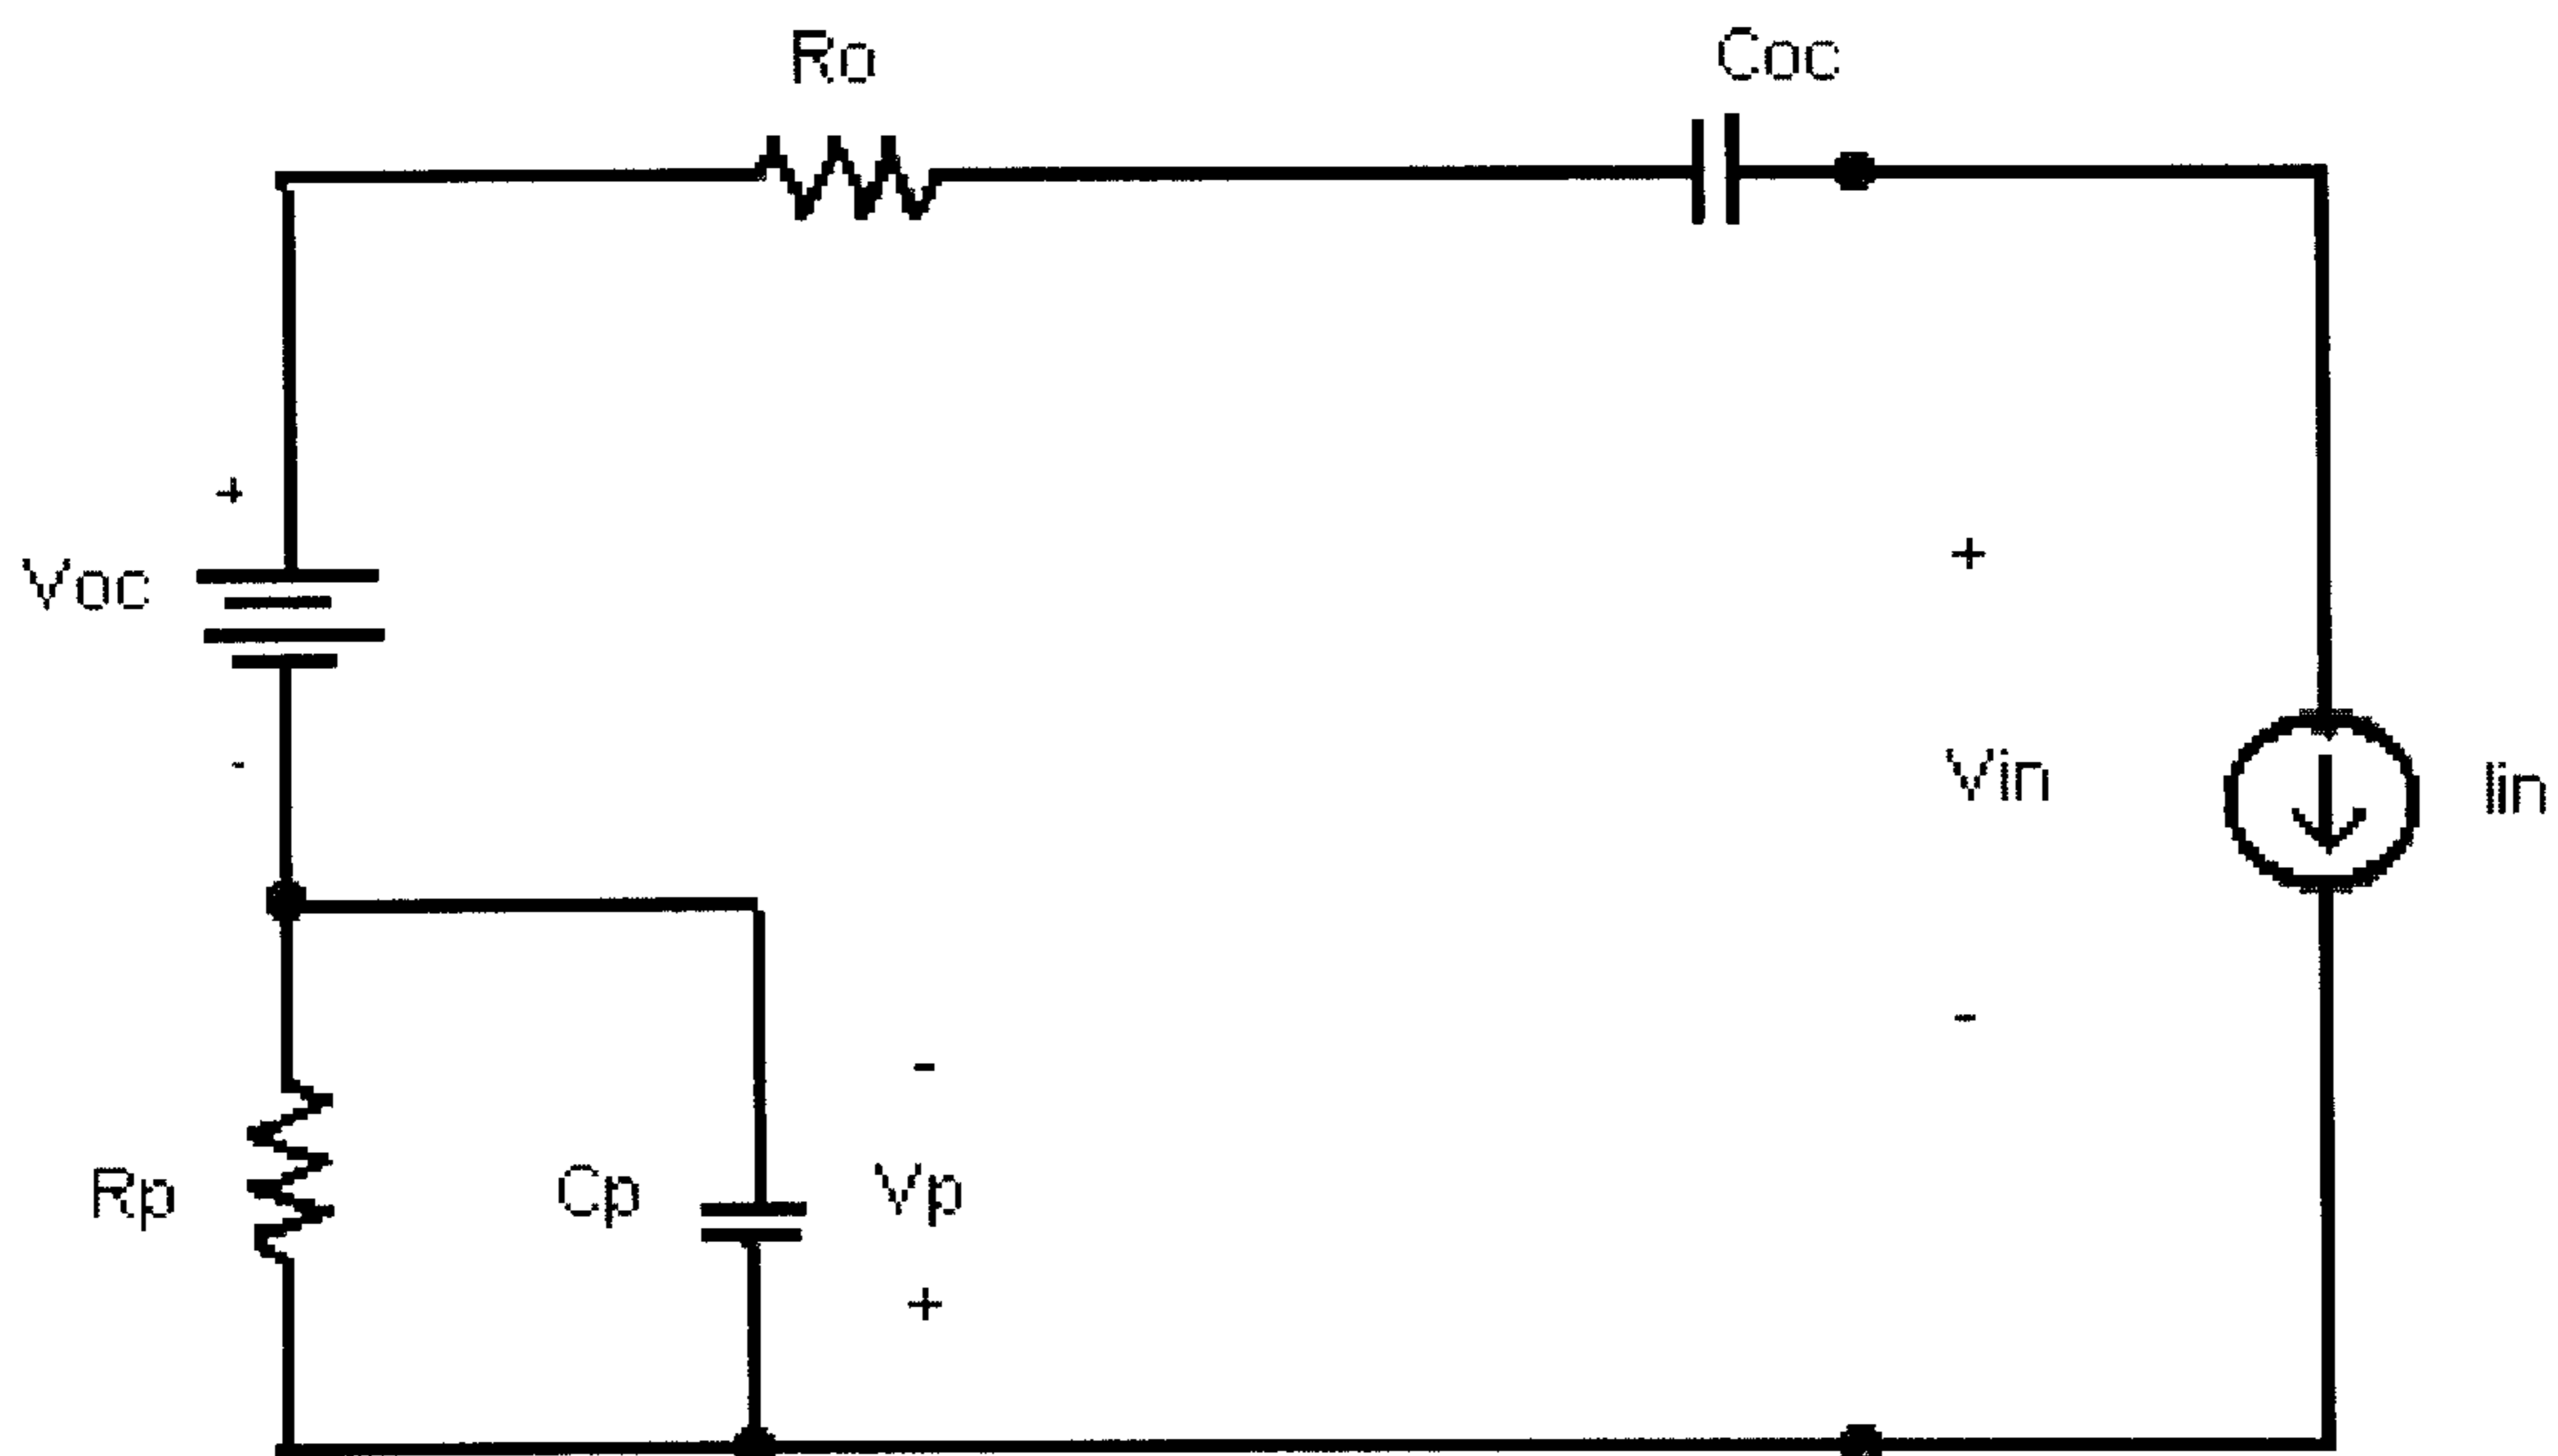 Ro
Coc
+
Voc
-
+
Vin
Iin
-
-
Rp
Cp
Vp
+